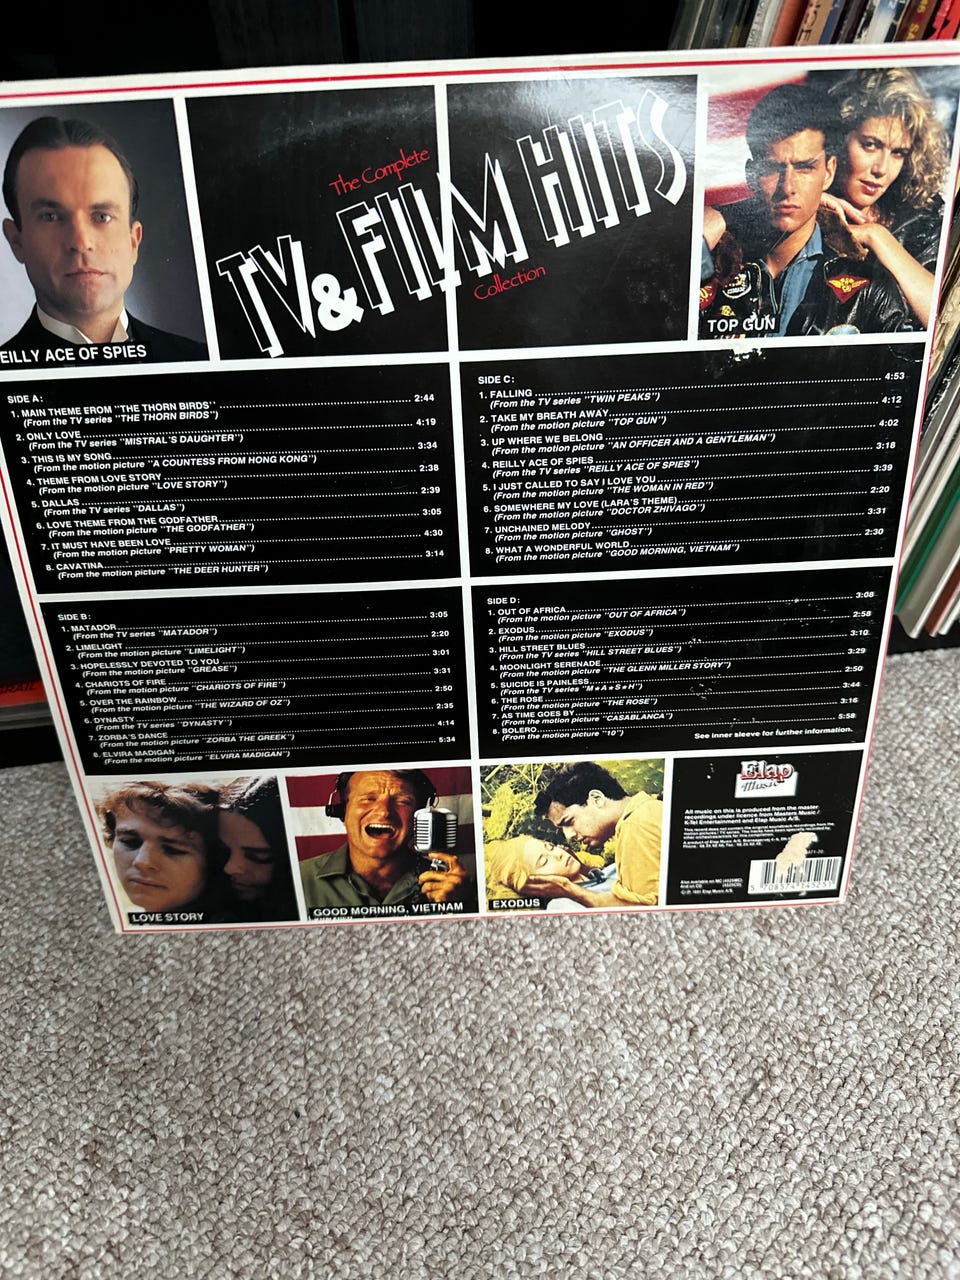 The Complete
TV & FILM HITS
Collection
EILLY ACE OF SPIES
TOP GUN
SIDE A:
1. MAIN THEME EROM "THE THORN BIRDS" 2:44
(From the TV series "THE THORN BIRDS")
2. ONLY LOVE 4:19
(From the TV series "MISTRAL'S DAUGHTER")
3. THIS IS MY SONG 3:34
(From the motion picture "A COUNTESS FROM HONG KONG")
4. THEME FROM LOVE STORY 2:38
(From the motion picture "LOVE STORY")
5. DALLAS 2:39
(From the TV series "DALLAS")
6. LOVE THEME FROM THE GODFATHER 3:05
(From the motion picture "THE GODFATHER")
7. IT MUST HAVE BEEN LOVE 4:30
(From the motion picture "PRETTY WOMAN")
8. CAVATINA 3:14
(From the motion picture "THE DEER HUNTER")
SIDE B:
1. MATADOR 3:05
(From the TV series "MATADOR")
2. LIMELIGHT 2:20
(From the motion picture "LIMELIGHT")
3. HOPELESSLY DEVOTED TO YOU 3:01
(From the motion picture "GREASE")
4. CHARIOTS OF FIRE 3:31
(From the motion picture "CHARIOTS OF FIRE")
5. OVER THE RAINBOW 2:50
(From the motion picture "THE WIZARD OF OZ")
6. DYNASTY 2:35
(From the TV series "DYNASTY")
7. ZORBA'S DANCE 4:14
(From the motion picture "ZORBA THE GREEK")
8. ELVIRA MADIGAN 5:34
(From the motion picture "ELVIRA MADIGAN")
SIDE C:
1. FALLING 4:53
(From the TV series "TWIN PEAKS")
2. TAKE MY BREATH AWAY 4:12
(From the motion picture "TOP GUN")
3. UP WHERE WE BELONG 4:02
(From the motion picture "AN OFFICER AND A GENTLEMAN")
4. REILLY ACE OF SPIES 3:18
(From the TV series "REILLY ACE OF SPIES")
5. I JUST CALLED TO SAY I LOVE YOU 3:39
(From the motion picture "THE WOMAN IN RED")
6. SOMEWHERE MY LOVE (LARA'S THEME) 2:20
(From the motion picture "DOCTOR ZHIVAGO")
7. UNCHAINED MELODY 3:31
(From the motion picture "GHOST")
8. WHAT A WONDERFUL WORLD 2:30
(From the motion picture "GOOD MORNING, VIETNAM")
SIDE D:
1. OUT OF AFRICA 3:08
(From the motion picture "OUT OF AFRICA")
2. EXODUS 2:58
(From the motion picture "EXODUS")
3. HILL STREET BLUES 3:10
(From the TV series "HILL STREET BLUES")
4. MOONLIGHT SERENADE 3:29
(From the motion picture "THE GLENN MILLER STORY")
5. SUICIDE IS PAINLESS 2:50
(From the TV series "M★A★S★H")
6. THE ROSE 3:44
(From the motion picture "THE ROSE")
7. AS TIME GOES BY 3:16
(From the motion picture "CASABLANCA")
8. BOLERO 5:58
(From the motion picture "10")
See inner sleeve for further information.
LOVE STORY
GOOD MORNING, VIETNAM
EXODUS
Elap
Music
All music on this is produced from the master
recordings under licence from Masters Music /
K-Tel Entertainment and Elap Music A/S.
This record does not contain the original soundtrack recordings from the